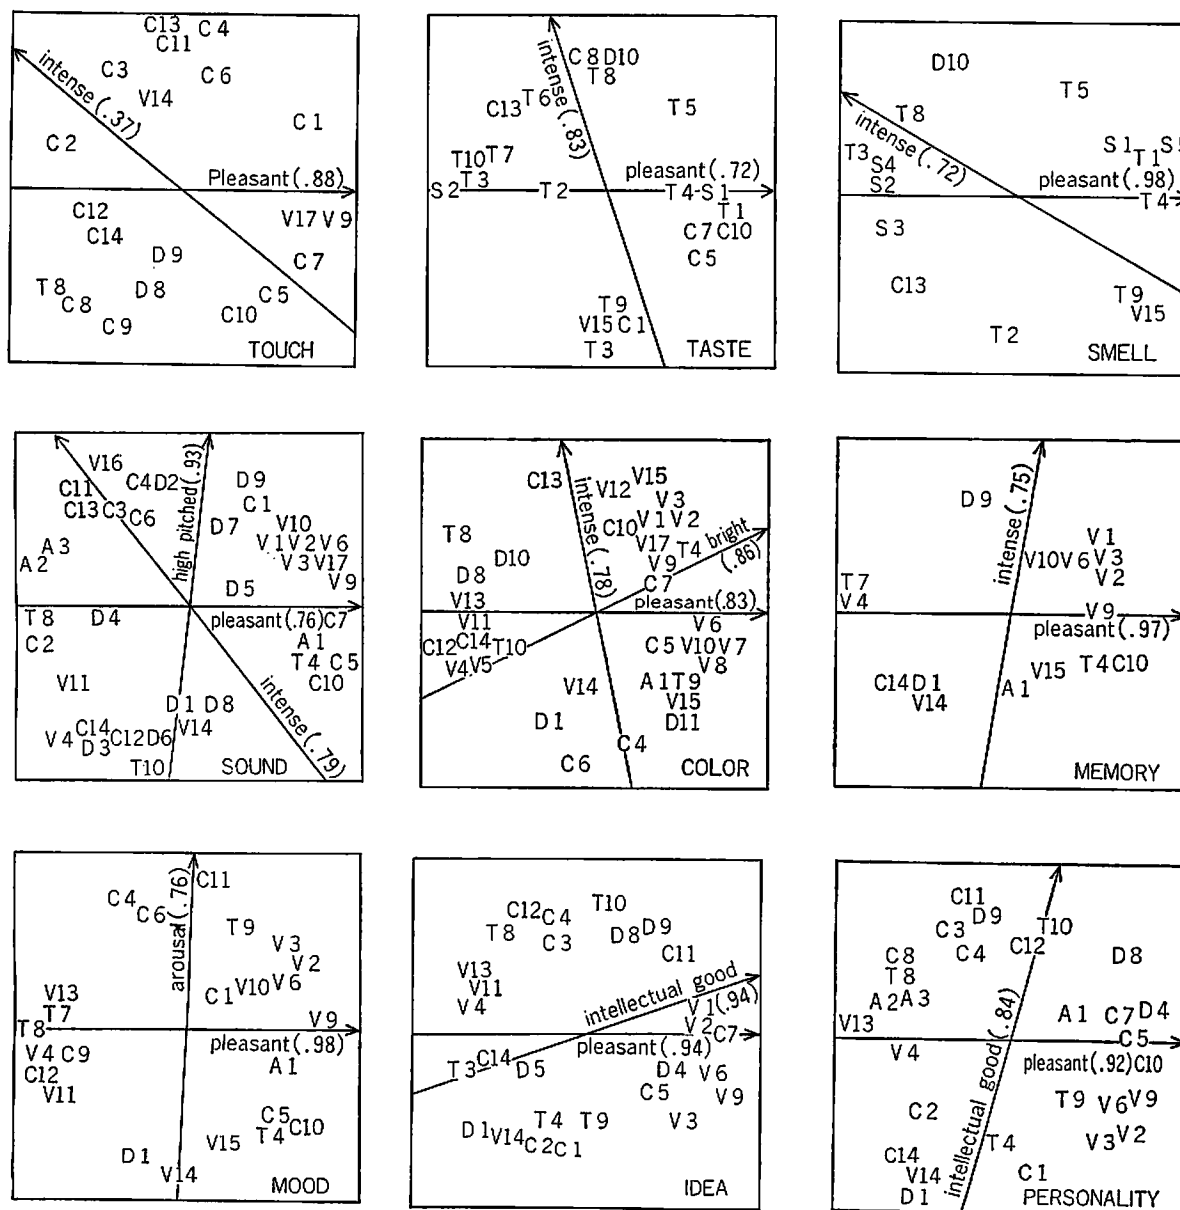 C13 C4
C11
C3 C6
V14
intense(.37)
C1
C2
Pleasant(.88)
C12
C14
V17 V9
D9
C7
T8 D8
C8
C5
C10
C9
TOUCH
C8 D10
T8
intense(.83)
C13 T6
T5
T10 T7
T3
pleasant(.72)
S2 T2 T4 S1
T1
C7 C10
C5
T9
V15 C1
T3
TASTE
D10
T5
T8
intense(.72)
T3
S4
S2
S1 T1 S5
pleasant(.98)
T4
S3
C13
T9
V15
T2
SMELL
V16
C4 D2
C11
C13 C3 C6
high pitched(.93)
D9
C1
D7 V10
V1 V2 V6
V3 V17
V9
A3
A2
D5
T8 D4
pleasant(.76) C7
C2
A1
T4 C5
C10
V11
D1 D8
V14
C14
V4 D3 C12 D6
T10
intense(.79)
SOUND
C13
intense(.78)
V12 V15
V3
C10 V1 V2
V17 T4
V9
bright
(.86)
T8
D10
D8
C7
V13
pleasant(.83)
V11
V6
C12 C14 T10
V4 V5
C5 V10 V7
V8
V14
A1 T9
V15
D11
D1
C4
C6
COLOR
D9
intense(.75)
V1
V10 V6 V3
V2
T7
V4
V9
pleasant(.97)
V15 T4 C10
C14 D1
V14
A1
MEMORY
C11
C4
C6
arousal(.76)
T9
V3
V2
C1 V10 V6
V13
T7
T8
V9
pleasant(.98)
V4 C9
A1
C12
V11
C5
T4 C10
V15
D1
V14
MOOD
T10
C12 C4
T8 C3
D8 D9
C11
V13
V11
V4
intellectual good
V1 (.94)
V2 C7
pleasant(.94)
C14
T3 D5
D4 V6
C5 V9
T4 T9 V3
D1 V14 C2 C1
IDEA
C11
D9
C3
C4
T10
C12
C8
T8
D8
A2 A3
V13
A1 C7 D4
C5
V4
pleasant(.92) C10
intellectual good(.84)
C2
T9 V6 V9
V3 V2
T4
C14
V14
D1
C1
PERSONALITY